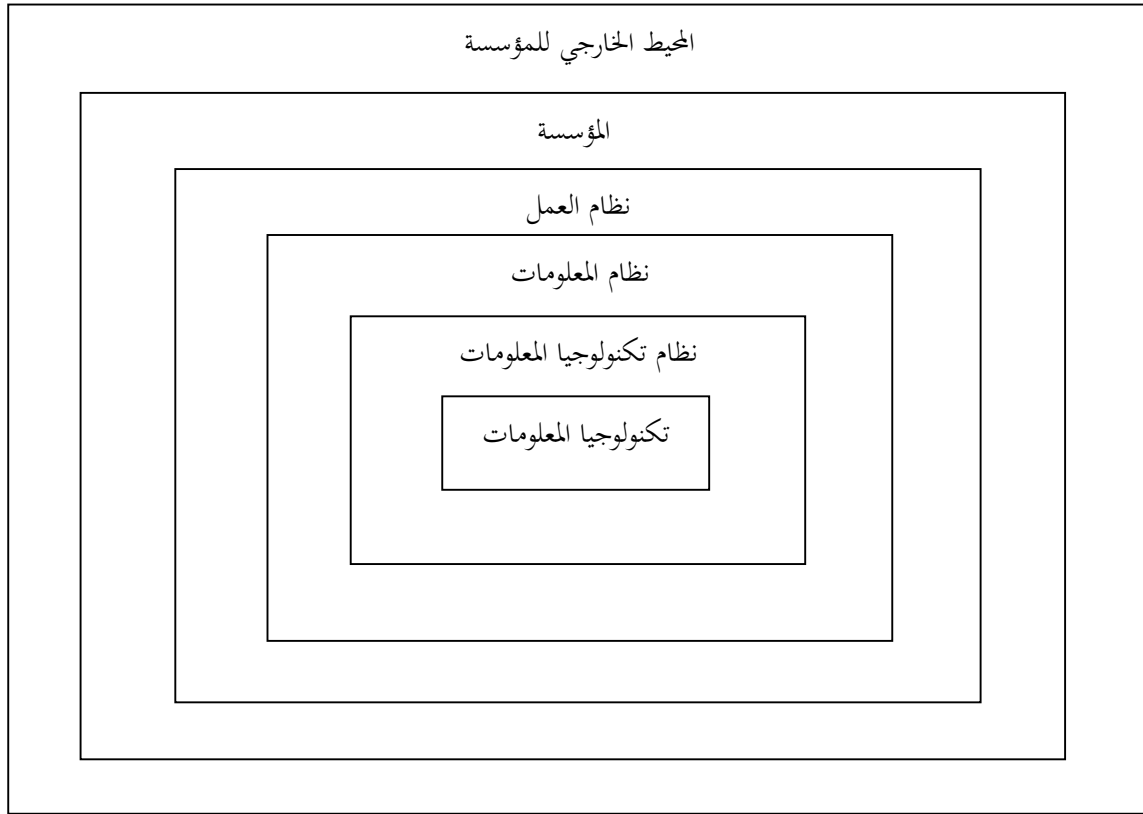 المحيط الخارجي للمؤسسة
المؤسسة
نظام العمل
نظام المعلومات
نظام تكنولوجيا المعلومات
تكنولوجيا المعلومات